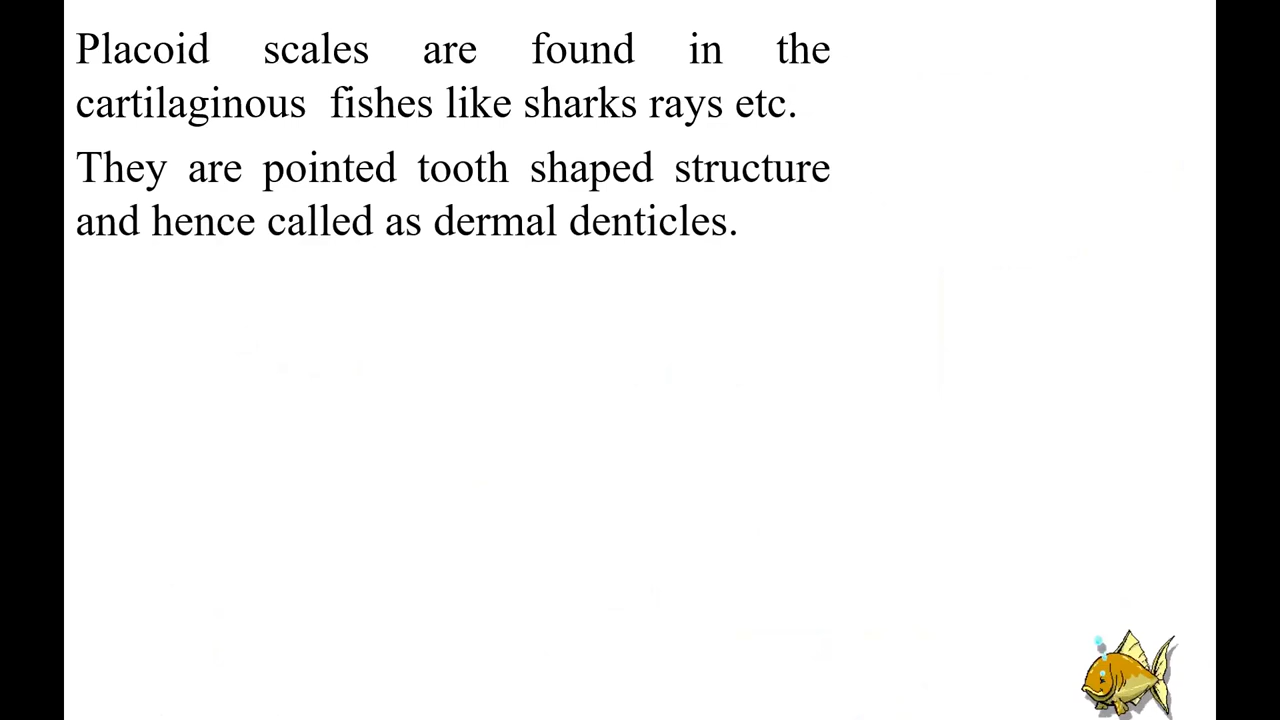 Placoid scales are found in the
cartilaginous fishes like sharks rays etc.
They are pointed tooth shaped structure
and hence called as dermal denticles.